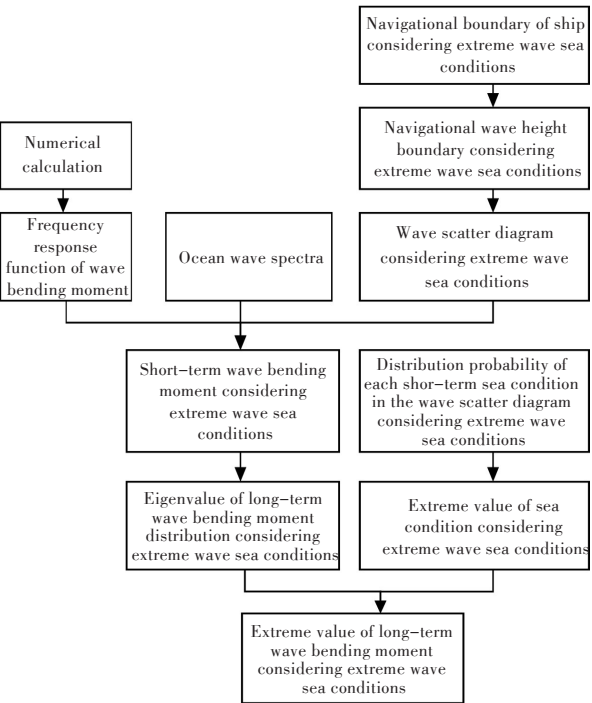 Navigational boundary of ship
considering extreme wave sea
conditions
Navigational wave height
boundary considering
extreme wave sea conditions
Numerical
calculation
Frequency
response
function of wave
bending moment
Ocean wave spectra
Wave scatter diagram
considering extreme wave
sea conditions
Short-term wave bending
moment considering
extreme wave sea
conditions
Distribution probability of
each shor-term sea condition
in the wave scatter diagram
considering extreme wave
sea conditions
Eigenvalue of long-term
wave bending moment
distribution considering
extreme wave sea conditions
Extreme value of sea
condition considering
extreme wave sea conditions
Extreme value of long-term
wave bending moment
considering extreme wave
sea conditions